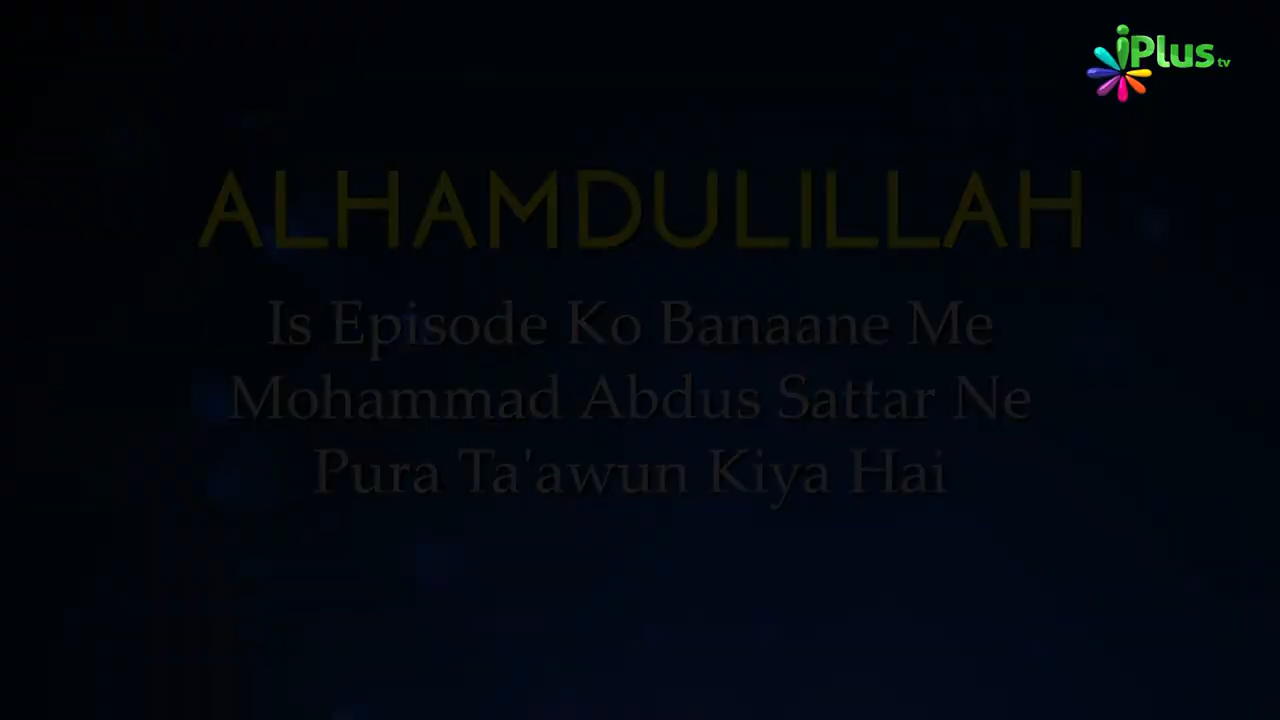 iPlus tv
ALHAMDULILLAH
Is Episode Ko Banaane Me
Mohammad Abdus Sattar Ne
Pura Ta'awun Kiya Hai